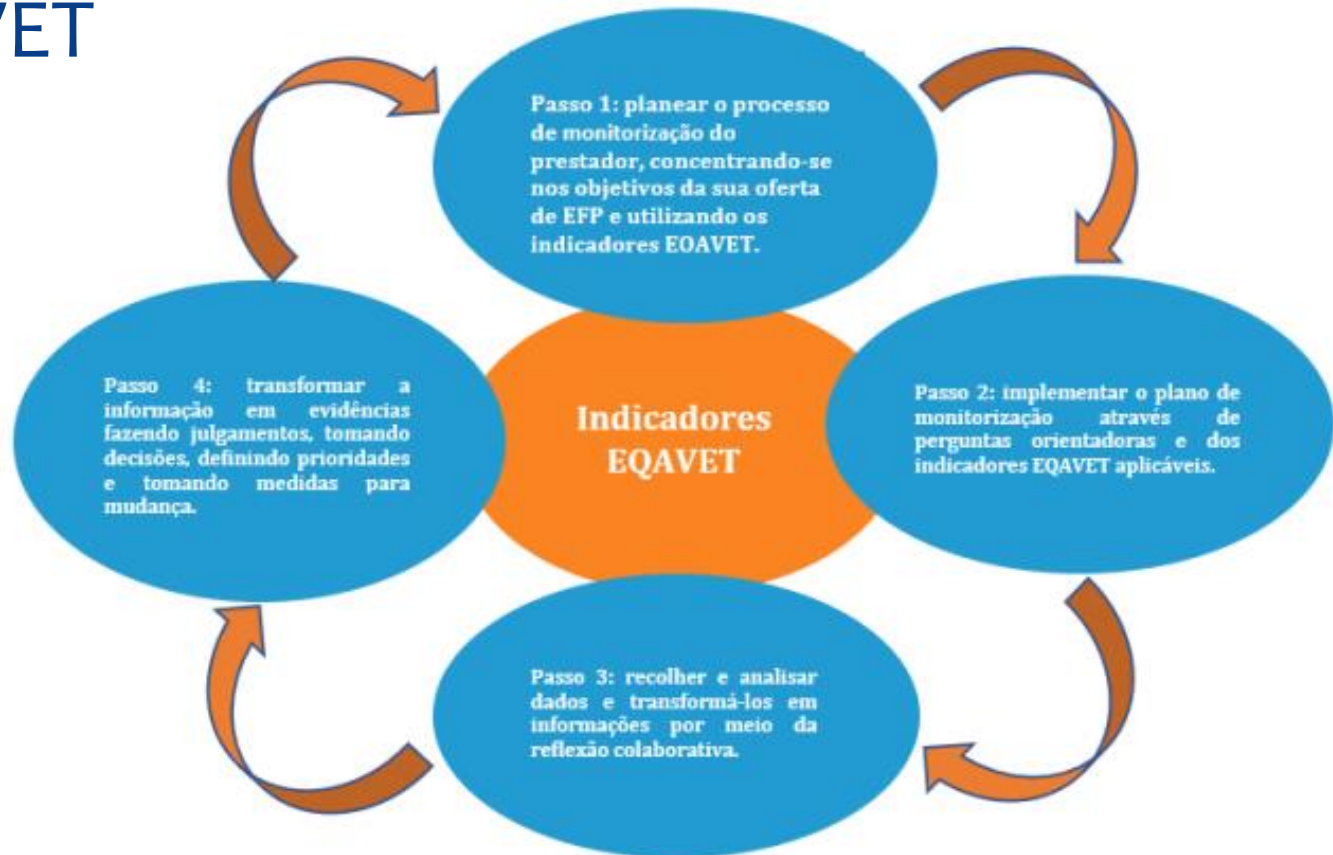 VET
Passo 1: planear o processo
de monitorização do
prestador, concentrando-se
nos objetivos da sua oferta
de EFP e utilizando os
indicadores EOAVET.
Passo 4: transformar a
informação em evidências
fazendo julgamentos, tomando
decisões, definindo prioridades
e tomando medidas para
mudança.
Indicadores
EQAVET
Passo 2: implementar o plano de
monitorização através de
perguntas orientadoras e dos
indicadores EQAVET aplicáveis.
Passo 3: recolher e analisar
dados e transformá-los em
informações por meio da
reflexão colaborativa.